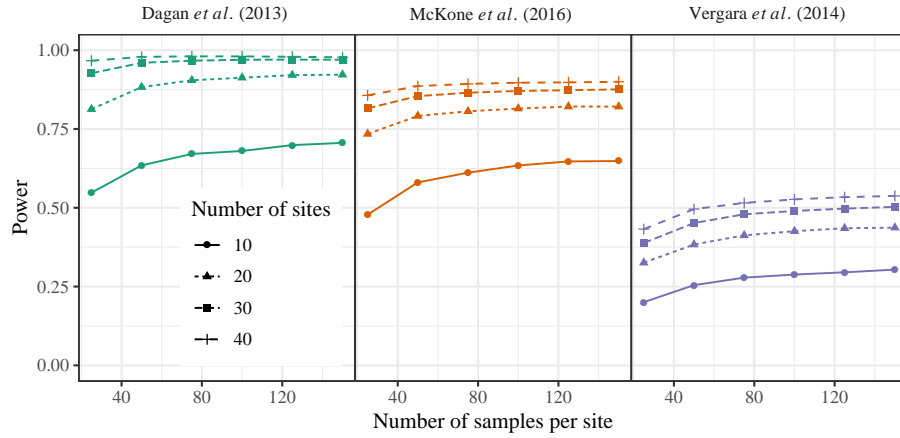 Dagan et al. (2013) McKone et al. (2016) Vergara et al. (2014)
1.00
0.75
0.50
0.25
0.00
Power
Number of sites
10
20
30
40
40 80 120 40 80 120 40 80 120
Number of samples per site